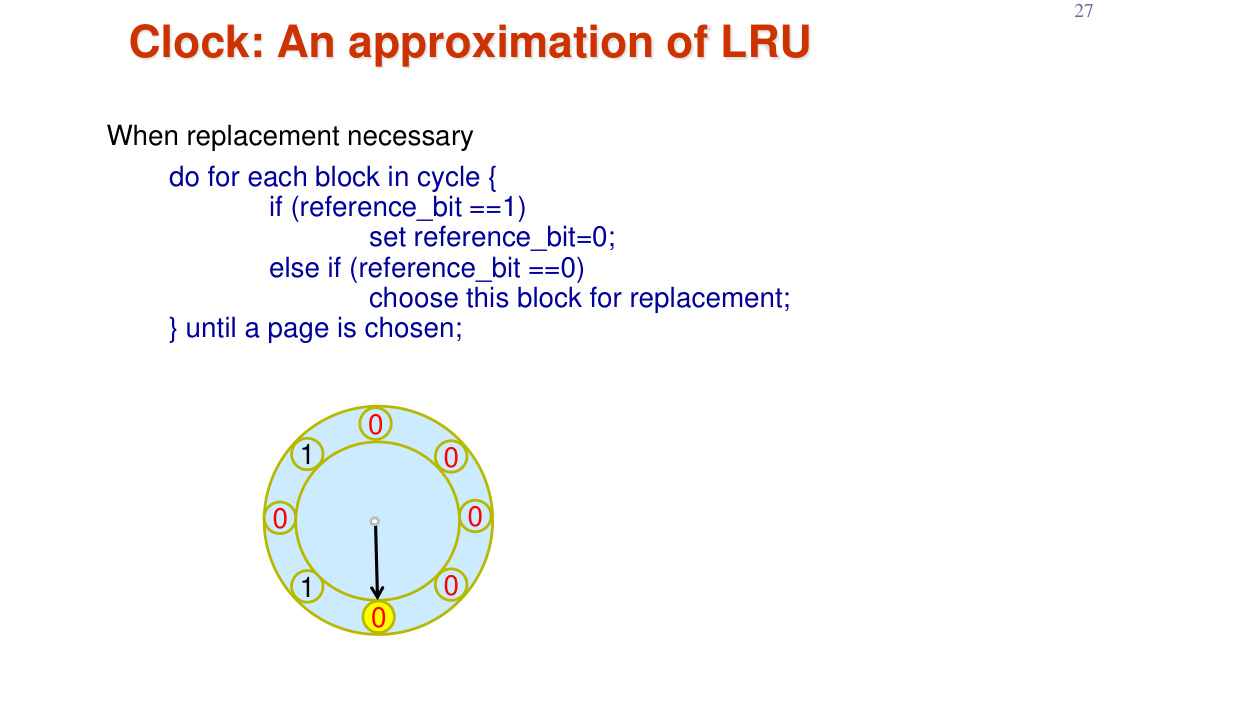 27
Clock: An approximation of LRU
When replacement necessary
do for each block in cycle {
if (reference_bit ==1)
set reference_bit=0;
else if (reference_bit ==0)
choose this block for replacement;
} until a page is chosen;
0
1
0
0
0
1
0
0